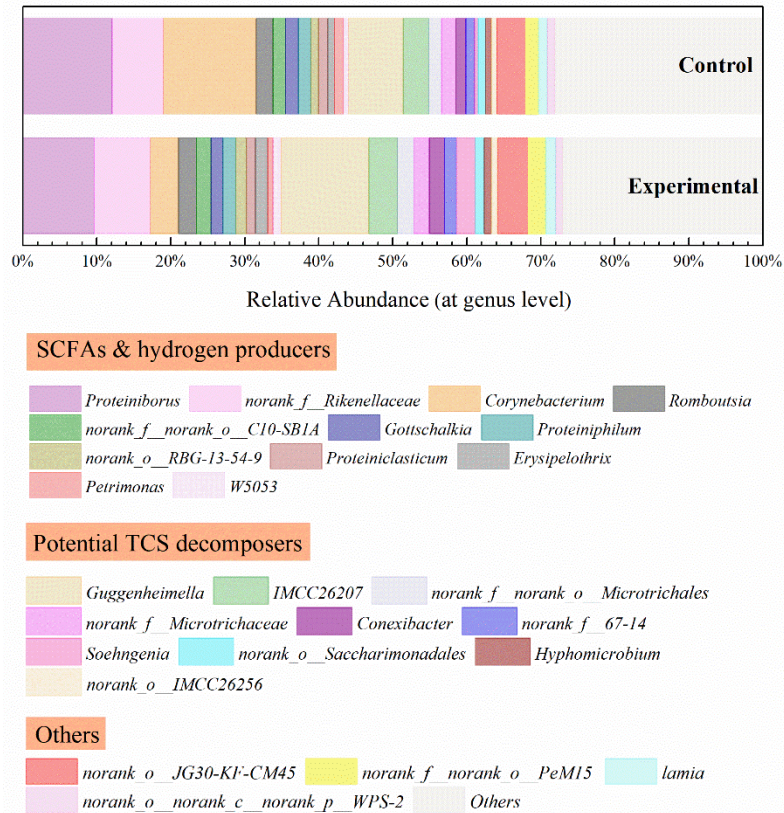 Control
Experimental
0% 10% 20% 30% 40% 50% 60% 70% 80% 90% 100%
Relative Abundance (at genus level)
SCFAs & hydrogen producers
Proteiniborus norank_f__Rikenellaceae Corynebacterium Romboutsia
norank_f__norank_o__C10-SB1A Gottschalkia Proteiniphilum
norank_o__RBG-13-54-9 Proteiniclasticum Erysipelothrix
Petrimonas W5053
Potential TCS decomposers
Guggenheimella IMCC26207 norank_f__norank_o__Microtrichales
norank_f__Microtrichaceae Conexibacter norank_f__67-14
Soehngenia norank_o__Saccharimonadales Hyphomicrobium
norank_o__IMCC26256
Others
norank_o__JG30-KF-CM45 norank_f__norank_o__PeM15 lamia
norank_o__norank_c__norank_p__WPS-2 Others